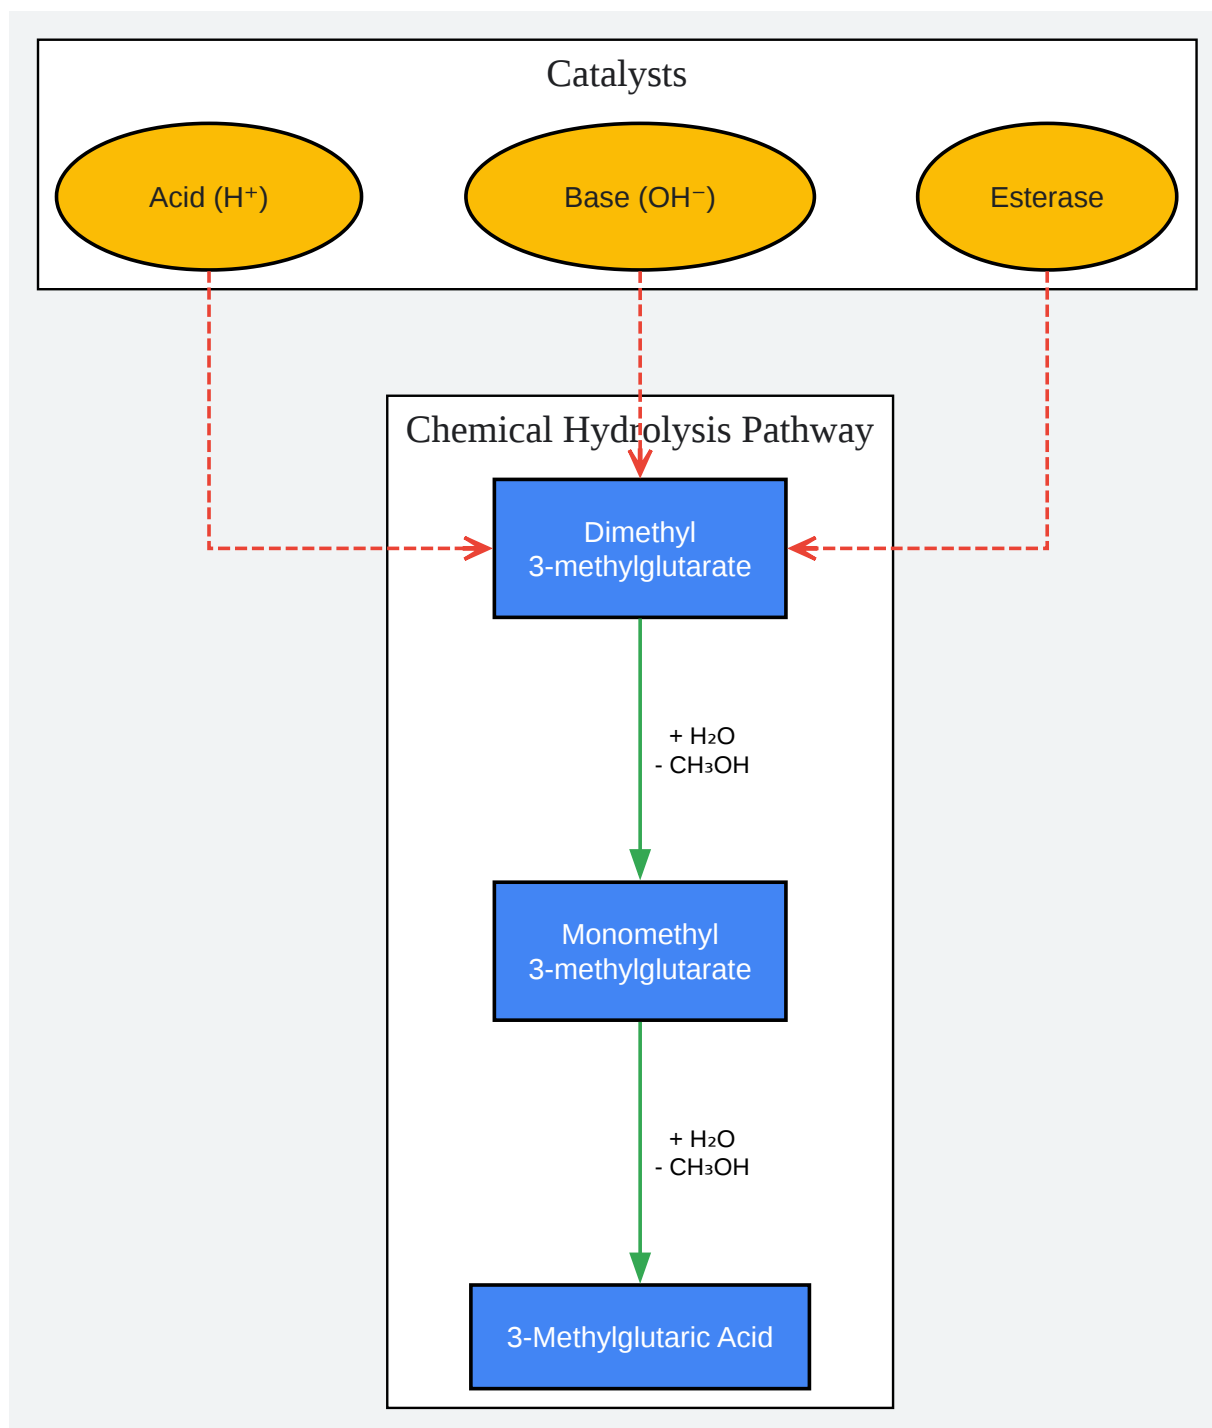 Catalysts
Acid (H⁺)
Base (OH⁻)
Esterase
Chemical Hydrolysis Pathway
Dimethyl
3-methylglutarate
+ H₂O
- CH₃OH
Monomethyl
3-methylglutarate
+ H₂O
- CH₃OH
3-Methylglutaric Acid